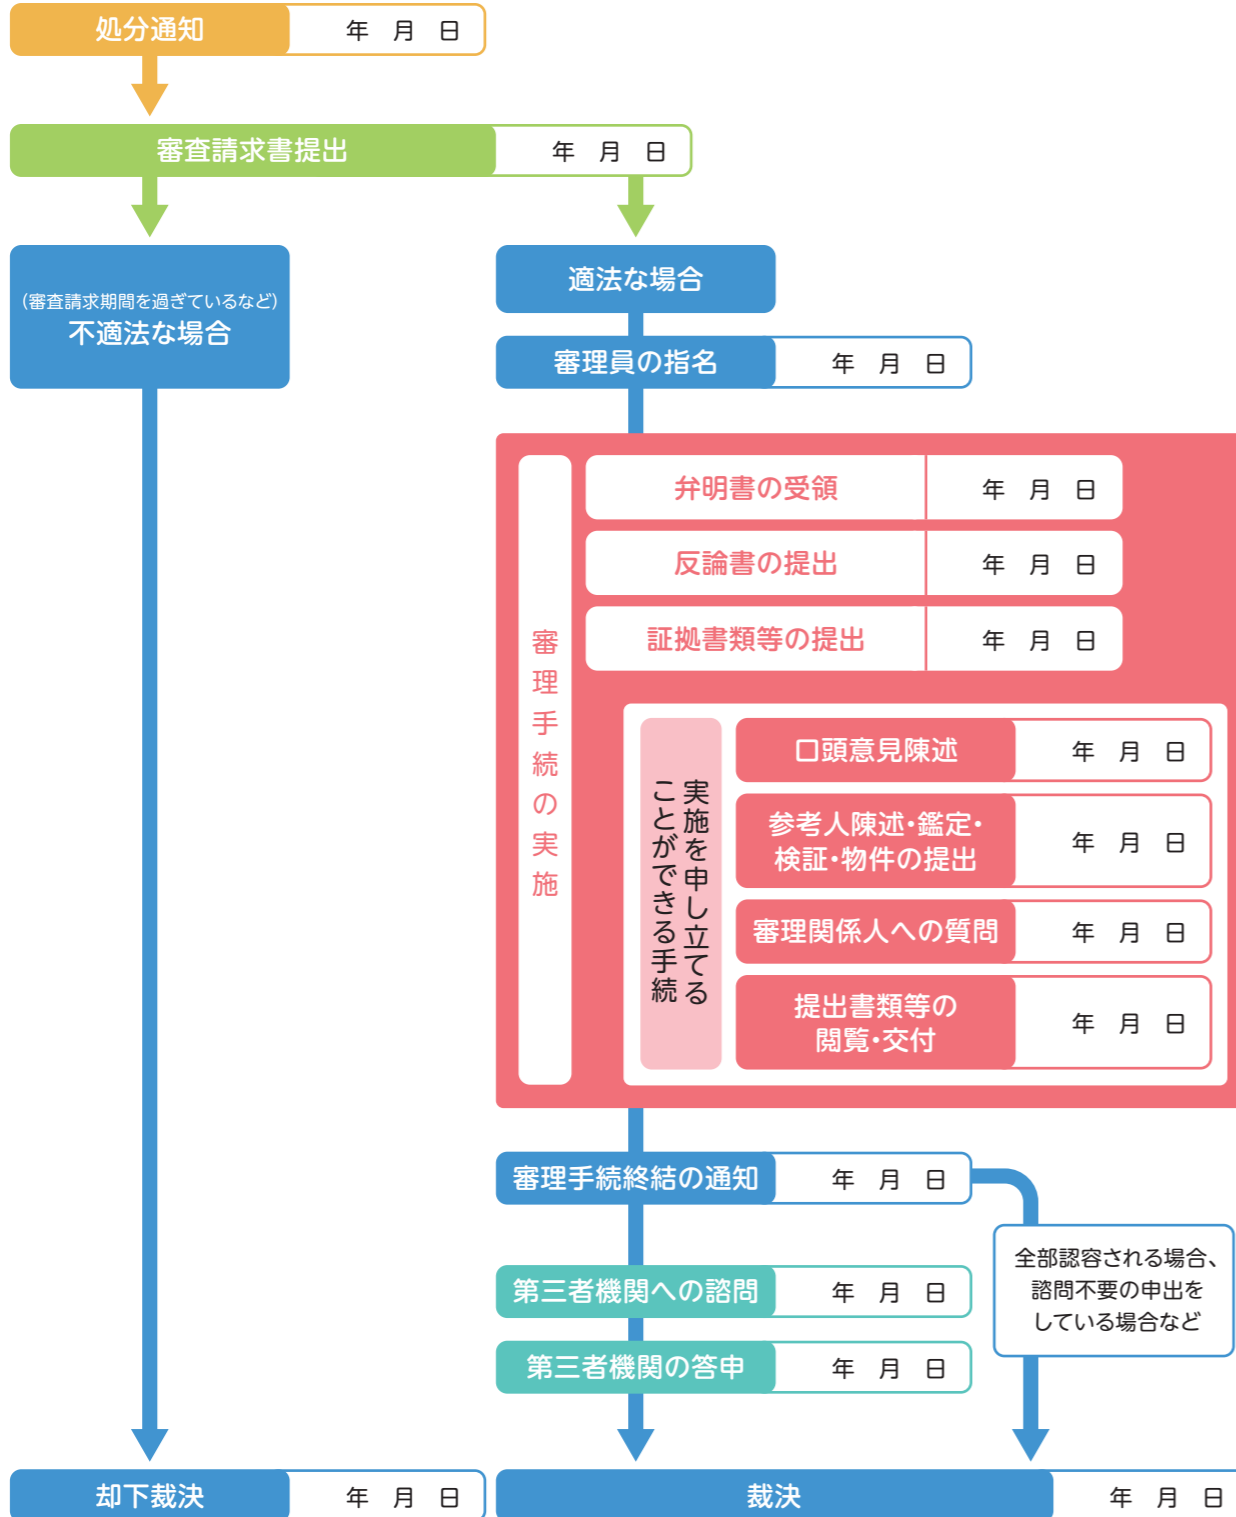 処分通知 年 月 日
審査請求書提出 年 月 日
(審査請求期間を過ぎているなど)
不適法な場合
適法な場合
審理員の指名 年 月 日
審理手続の実施
弁明書の受領 年 月 日
反論書の提出 年 月 日
証拠書類等の提出 年 月 日
実施を申し立てる
ことができる手続
口頭意見陳述 年 月 日
参考人陳述・鑑定・
検証・物件の提出 年 月 日
審理関係人への質問 年 月 日
提出書類等の
閲覧・交付 年 月 日
審理手続終結の通知 年 月 日
全部認容される場合、
諮問不要の申出を
している場合など
第三者機関への諮問 年 月 日
第三者機関の答申 年 月 日
却下裁決 年 月 日
裁決 年 月 日